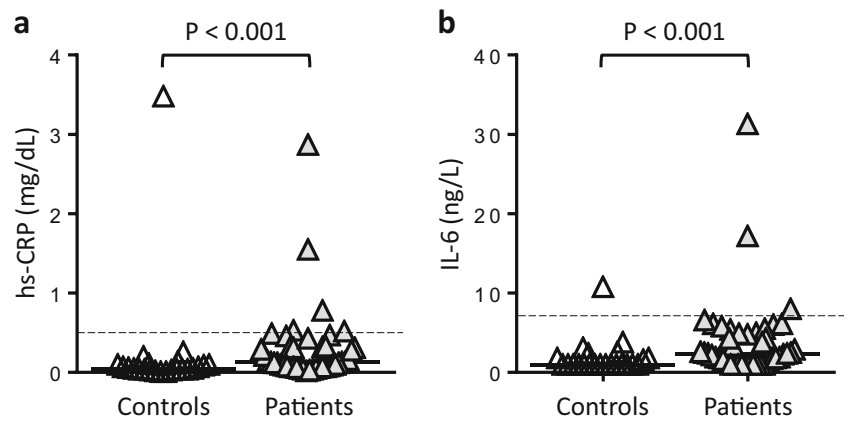 a
P < 0.001
hs-CRP (mg/dL)
4
3
2
1
0
Controls
Patients
b
P < 0.001
IL-6 (ng/L)
40
30
20
10
0
Controls
Patients